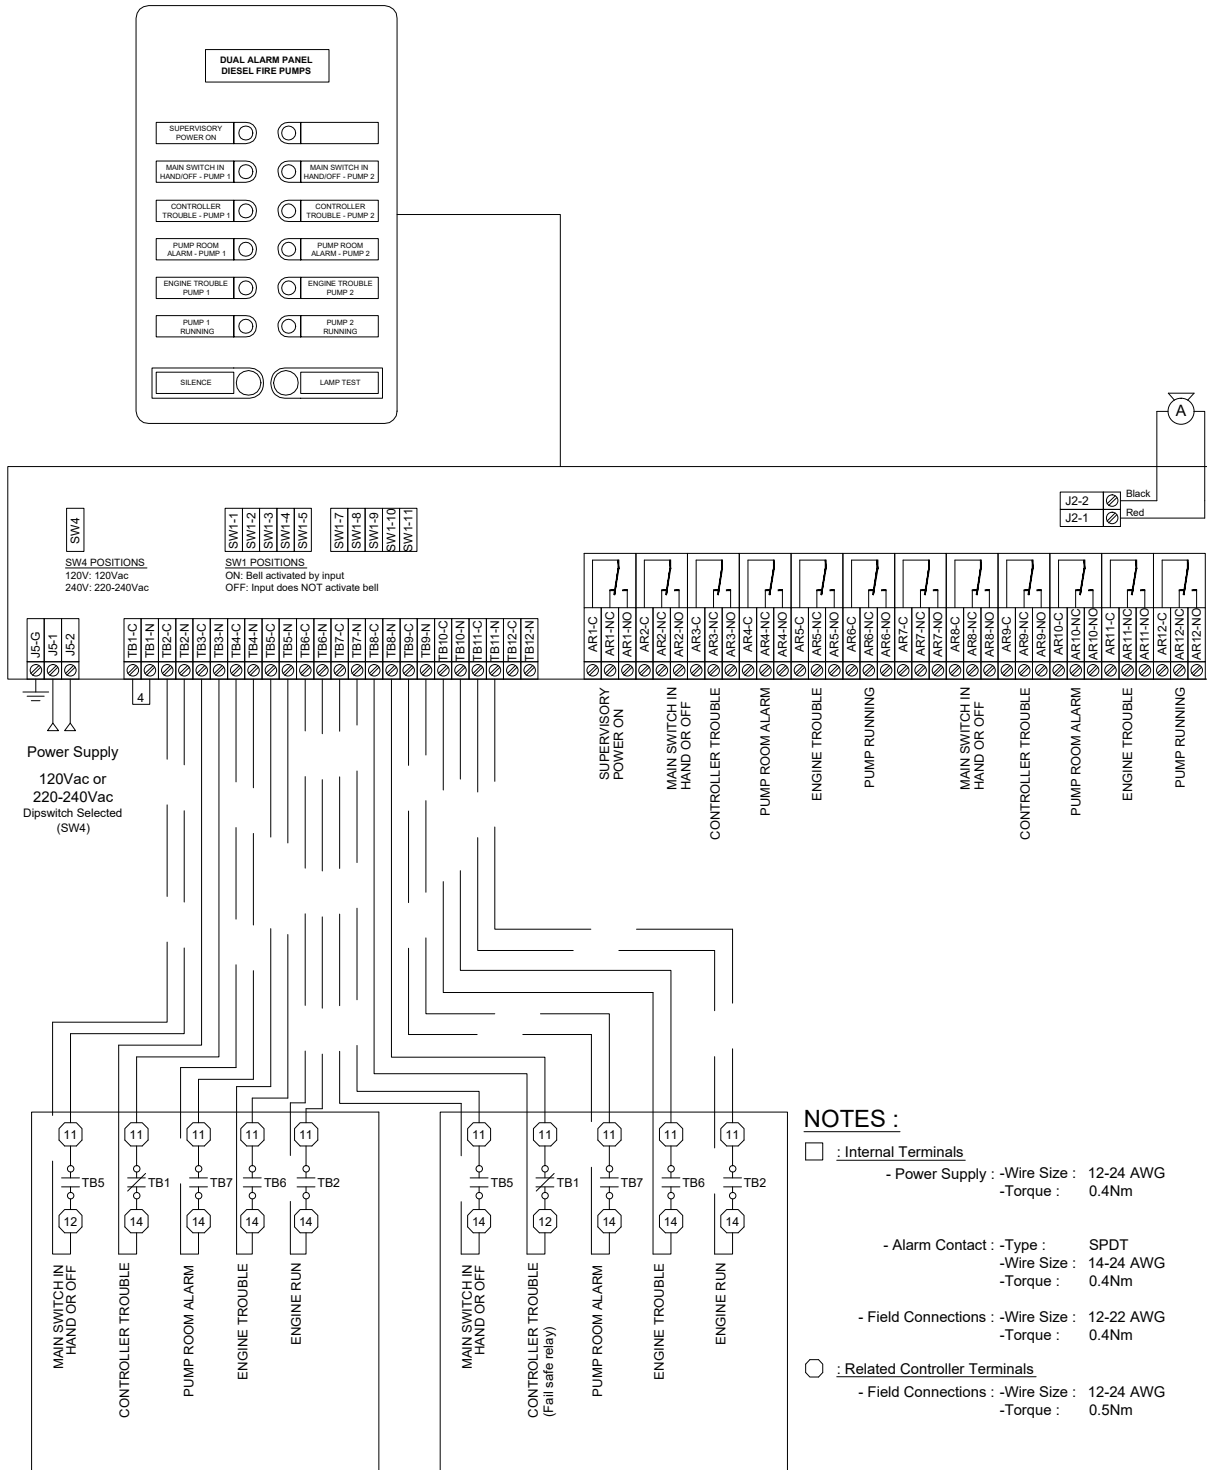 DUAL ALARM PANEL
DIESEL FIRE PUMPS
SUPERVISORY
POWER ON
MAIN SWITCH IN
HAND/OFF - PUMP 1
MAIN SWITCH IN
HAND/OFF - PUMP 2
CONTROLLER
TROUBLE - PUMP 1
CONTROLLER
TROUBLE - PUMP 2
PUMP ROOM
ALARM - PUMP 1
PUMP ROOM
ALARM - PUMP 2
ENGINE TROUBLE
PUMP 1
ENGINE TROUBLE
PUMP 2
PUMP 1
RUNNING
PUMP 2
RUNNING
SILENCE
LAMP TEST
A
J2-2
Black
J2-1
Red
SW4
SW4 POSITIONS
120V: 120Vac
240V: 220-240Vac
SW1-1
SW1-2
SW1-3
SW1-4
SW1-5
SW1-7
SW1-8
SW1-9
SW1-10
SW1-11
SW1 POSITIONS
ON: Bell activated by input
OFF: Input does NOT activate bell
J5-G
J5-1
J5-2
TB1-C
TB1-N
TB2-C
TB2-N
TB3-C
TB3-N
TB4-C
TB4-N
TB5-C
TB5-N
TB6-C
TB6-N
TB7-C
TB7-N
TB8-C
TB8-N
TB9-C
TB9-N
TB10-C
TB10-N
TB11-C
TB11-N
TB12-C
TB12-N
AR1-C
AR1-NC
AR1-NO
AR2-C
AR2-NC
AR2-NO
AR3-C
AR3-NC
AR3-NO
AR4-C
AR4-NC
AR4-NO
AR5-C
AR5-NC
AR5-NO
AR6-C
AR6-NC
AR6-NO
AR7-C
AR7-NC
AR7-NO
AR8-C
AR8-NC
AR8-NO
AR9-C
AR9-NC
AR9-NO
AR10-C
AR10-NC
AR10-NO
AR11-C
AR11-NC
AR11-NO
AR12-C
AR12-NC
AR12-NO
4
Power Supply
120Vac or
220-240Vac
Dipswitch Selected
(SW4)
SUPERVISORY
POWER ON
MAIN SWITCH IN
HAND OR OFF
CONTROLLER TROUBLE
PUMP ROOM ALARM
ENGINE TROUBLE
PUMP RUNNING
MAIN SWITCH IN
HAND OR OFF
CONTROLLER TROUBLE
PUMP ROOM ALARM
ENGINE TROUBLE
PUMP RUNNING
11
11
11
11
11
TB5
TB1
TB7
TB6
TB2
12
14
14
14
14
MAIN SWITCH IN
HAND OR OFF
CONTROLLER TROUBLE
PUMP ROOM ALARM
ENGINE TROUBLE
ENGINE RUN
11
11
11
11
11
TB5
TB1
TB7
TB6
TB2
14
12
14
14
14
MAIN SWITCH IN
HAND OR OFF
CONTROLLER TROUBLE
(Fail safe relay)
PUMP ROOM ALARM
ENGINE TROUBLE
ENGINE RUN
NOTES :
: Internal Terminals
- Power Supply : -Wire Size : 12-24 AWG
-Torque : 0.4Nm
- Alarm Contact : -Type : SPDT
-Wire Size : 14-24 AWG
-Torque : 0.4Nm
- Field Connections : -Wire Size : 12-22 AWG
-Torque : 0.4Nm
: Related Controller Terminals
- Field Connections : -Wire Size : 12-24 AWG
-Torque : 0.5Nm